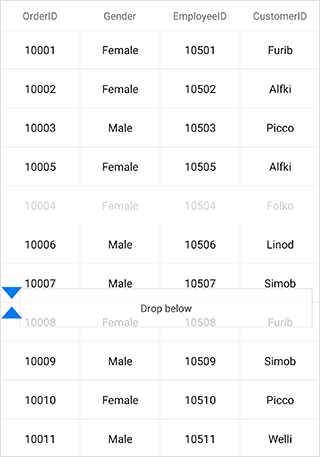 OrderID Gender EmployeeID CustomerID
10001 Female 10501 Furib
10002 Female 10502 Alfki
10003 Male 10503 Picco
10005 Female 10505 Alfki
10004 Female 10504 Folko
10006 Male 10506 Linod
10007 Male 10507 Simob
Drop below
10008 Female 10508 Furib
10009 Male 10509 Simob
10010 Female 10510 Picco
10011 Male 10511 Welli